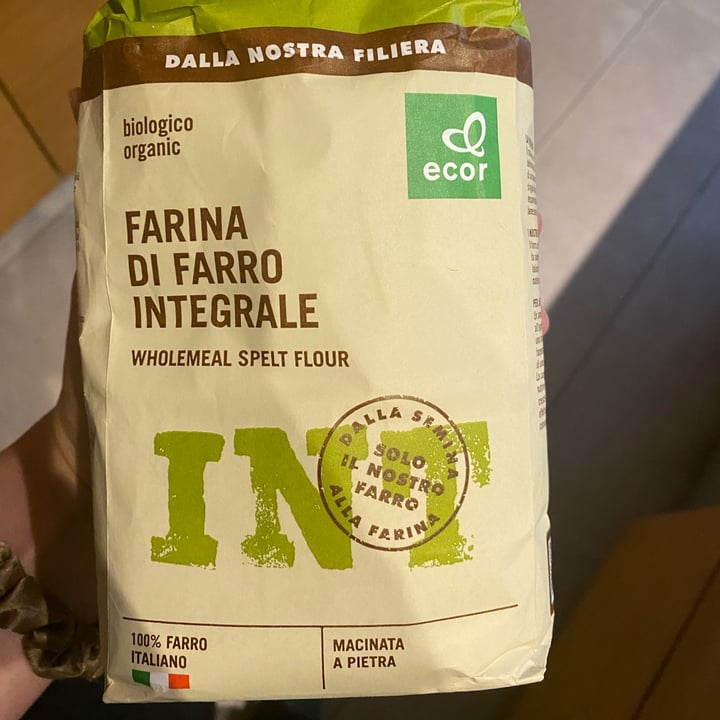 DALLA NOSTRA FILIERA
biologico
organic
ecor
FARINA
DI FARRO
INTEGRALE
WHOLEMEAL SPELT FLOUR
INT
DALLA SEMINA
SOLO
IL NOSTRO
FARRO
ALLA FARINA
100% FARRO
ITALIANO
MACINATA
A PIETRA